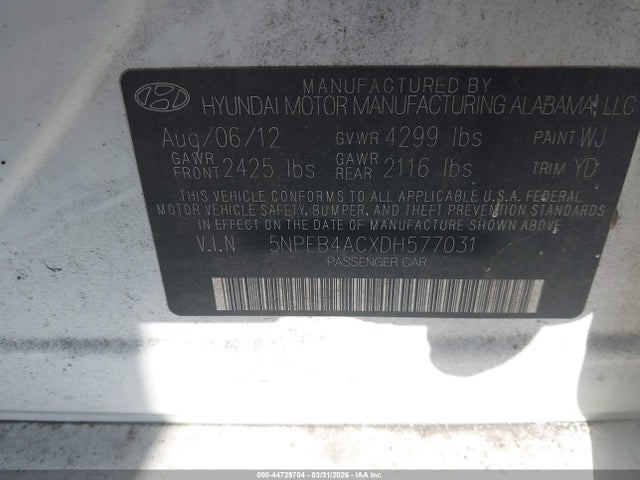 MANUFACTURED BY
HYUNDAI MOTOR MANUFACTURING ALABAMA, LLC
Aug/06/12 GVWR 4299 lbs PAINT WJ
GAWR FRONT 2425 lbs GAWR REAR 2116 lbs TRIM YD
THIS VEHICLE CONFORMS TO ALL APPLICABLE U.S.A. FEDERAL
MOTOR VEHICLE SAFETY, BUMPER, AND THEFT PREVENTION
STANDARDS IN EFFECT ON THE DATE OF MANUFACTURE SHOWN ABOVE.
V.I.N 5NPEB4ACXDH577031
PASSENGER CAR
000-44729704 - 03/31/2026 - IAA Inc.